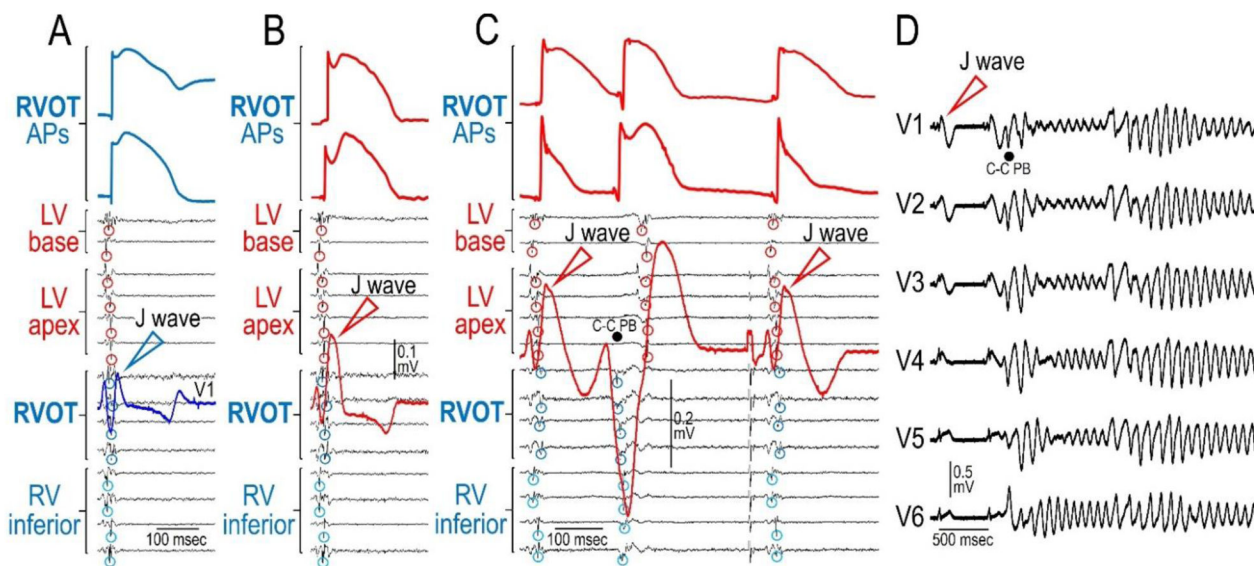 A
RVOT
APs
LV
base
LV
apex
J wave
V1
RVOT
RV
inferior
100 msec
B
RVOT
APs
LV
base
LV
apex
J wave
0.1
mV
RVOT
RV
inferior
C
RVOT
APs
LV
base
J wave
J wave
LV
apex
C-C PB
RVOT
0.2
mV
RV
inferior
100 msec
D
J wave
V1
C-C PB
V2
V3
V4
V5
0.5
mV
V6
500 msec